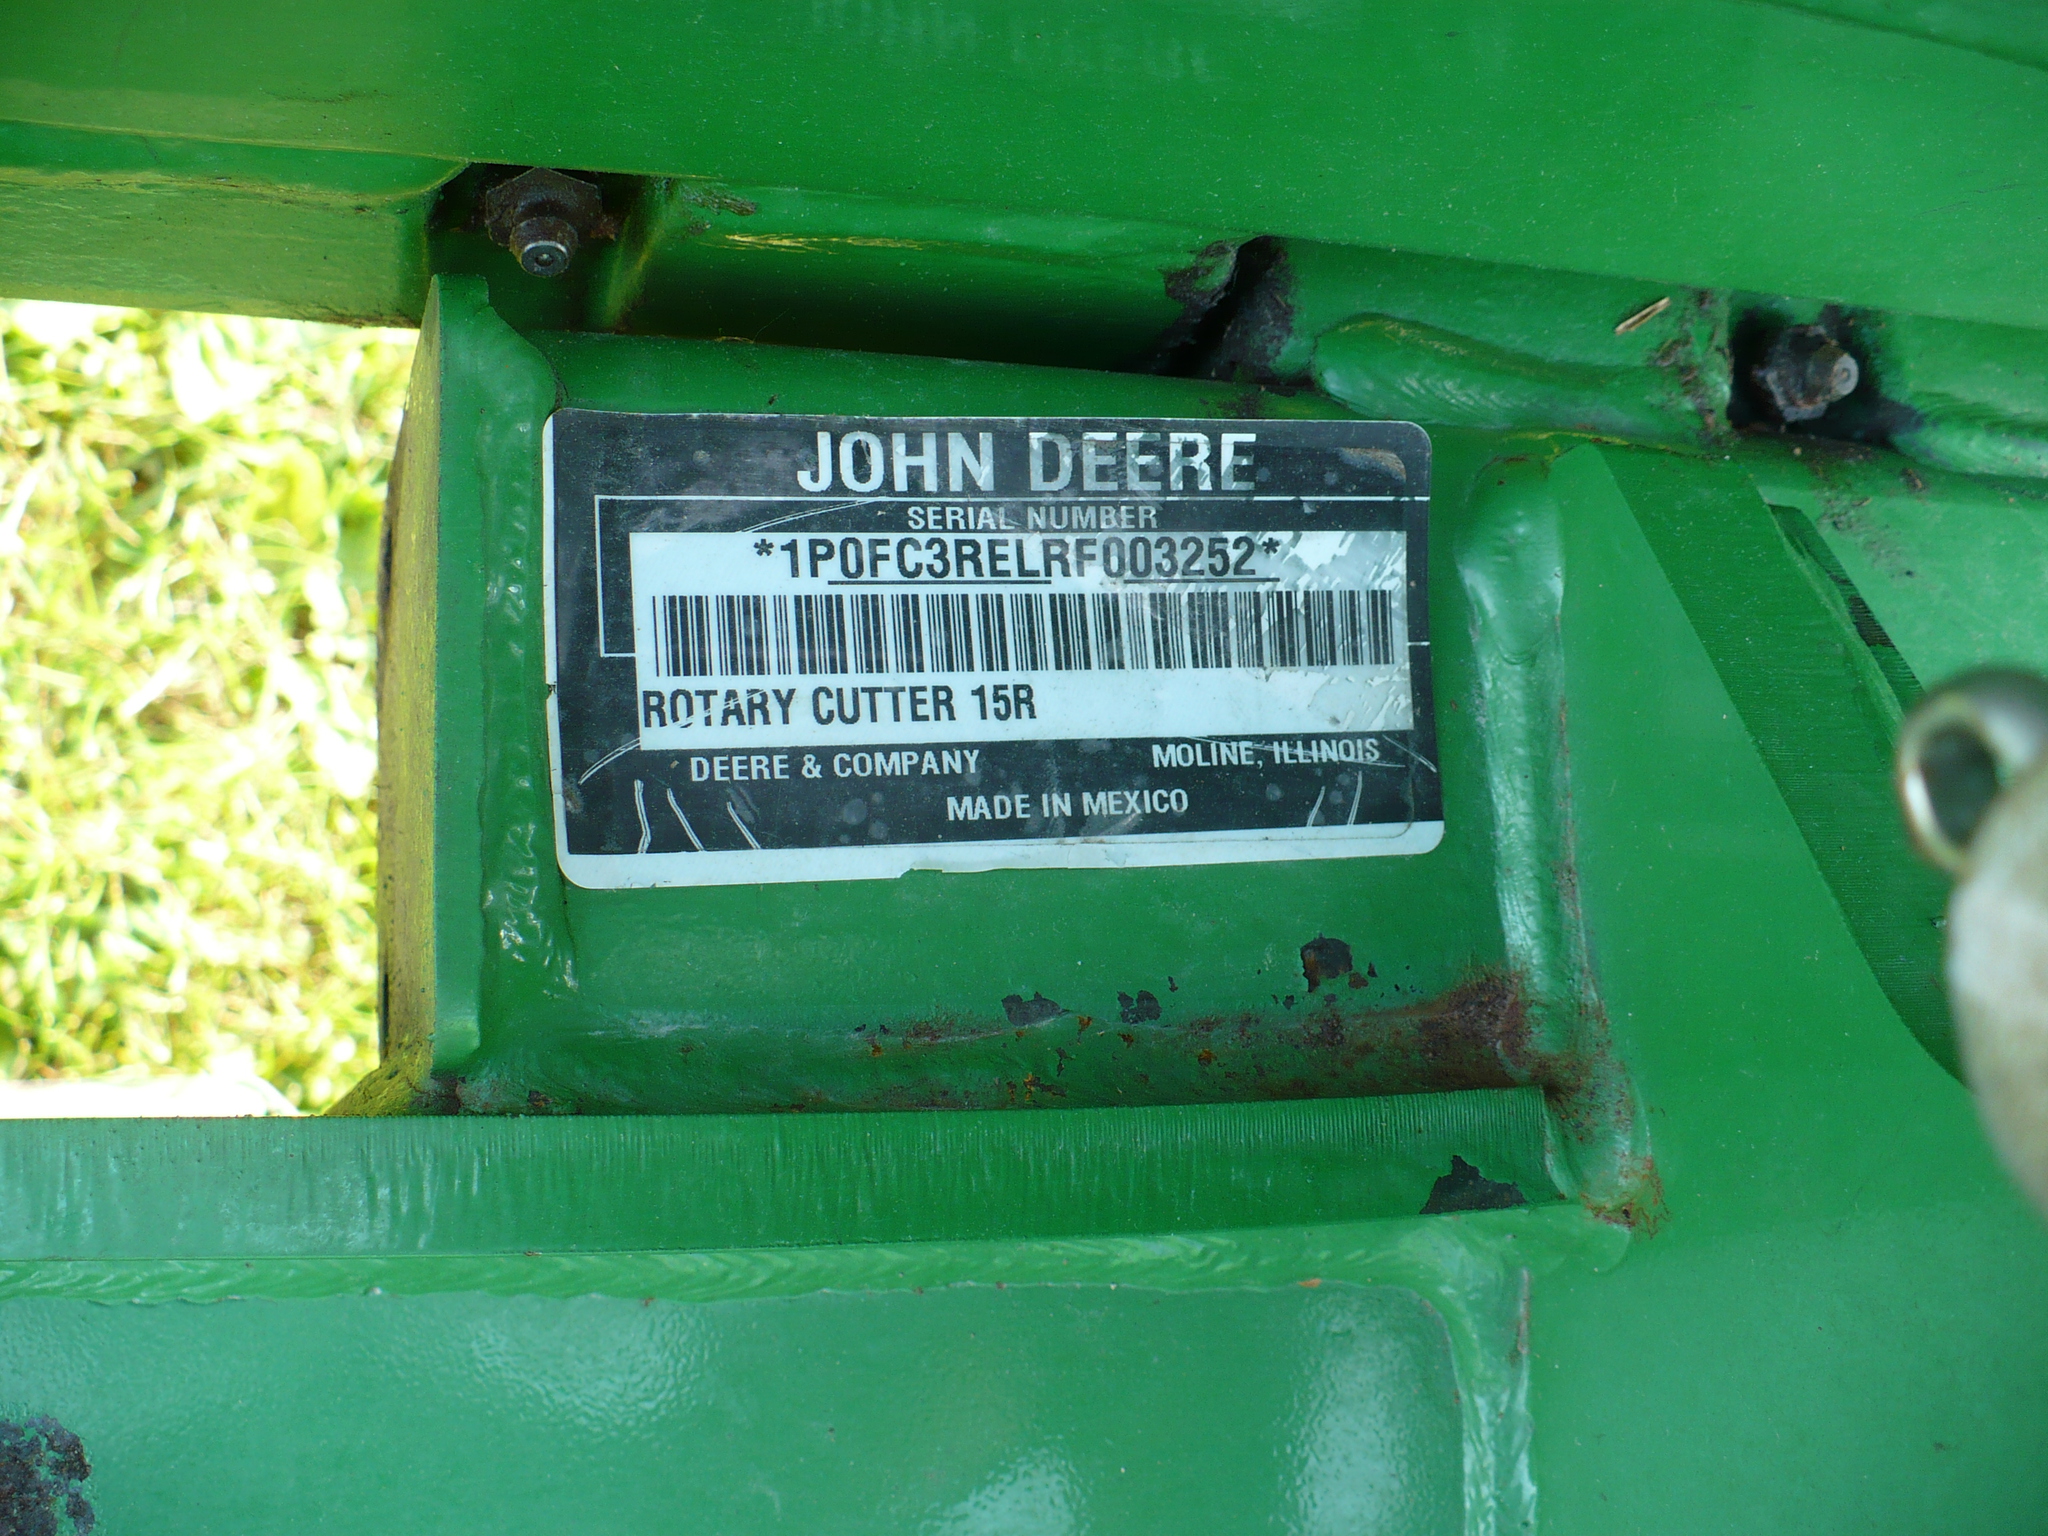 JOHN DEERE
SERIAL NUMBER
*1P0FC3RELRF003252*
ROTARY CUTTER 15R
DEERE & COMPANY MOLINE, ILLINOIS
MADE IN MEXICO